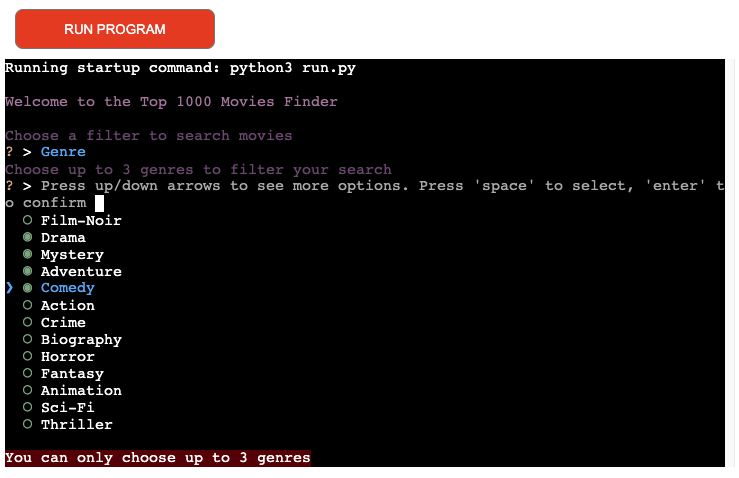 RUN PROGRAM
Running startup command: python3 run.py
Welcome to the Top 1000 Movies Finder
Choose a filter to search movies
? > Genre
Choose up to 3 genres to filter your search
? > Press up/down arrows to see more options. Press 'space' to select, 'enter' t
o confirm
○ Film-Noir
◉ Drama
◉ Mystery
◉ Adventure
❯ ◉ Comedy
○ Action
○ Crime
○ Biography
○ Horror
○ Fantasy
○ Animation
○ Sci-Fi
○ Thriller
You can only choose up to 3 genres